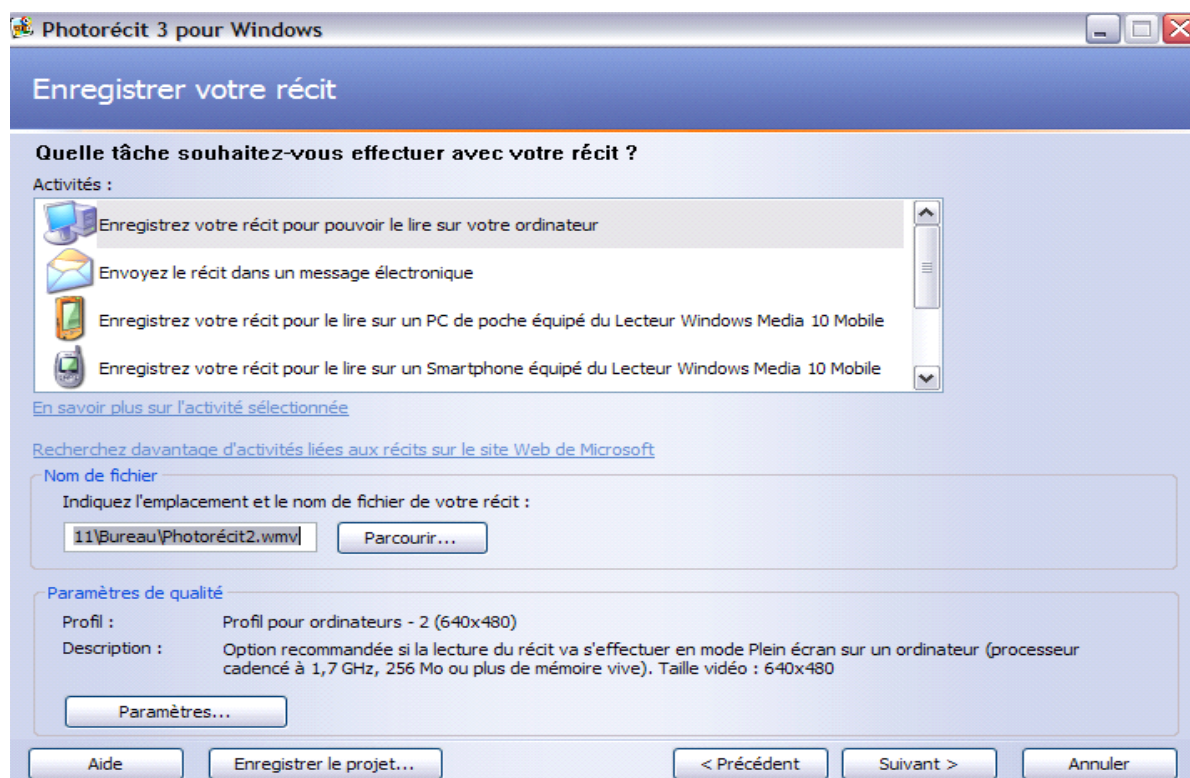 Photorécit 3 pour Windows
Enregistrer votre récit
Quelle tâche souhaitez-vous effectuer avec votre récit ?
Activités :
Enregistrez votre récit pour pouvoir le lire sur votre ordinateur
Envoyez le récit dans un message électronique
Enregistrez votre récit pour le lire sur un PC de poche équipé du Lecteur Windows Media 10 Mobile
Enregistrez votre récit pour le lire sur un Smartphone équipé du Lecteur Windows Media 10 Mobile
En savoir plus sur l'activité sélectionnée
Recherchez davantage d'activités liées aux récits sur le site Web de Microsoft
Nom de fichier
Indiquez l'emplacement et le nom de fichier de votre récit :
11\Bureau\Photorécit2.wmv Parcourir...
Paramètres de qualité
Profil : Profil pour ordinateurs - 2 (640x480)
Description : Option recommandée si la lecture du récit va s'effectuer en mode Plein écran sur un ordinateur (processeur
cadencé à 1,7 GHz, 256 Mo ou plus de mémoire vive). Taille vidéo : 640x480
Paramètres...
Aide Enregistrer le projet... < Précédent Suivant > Annuler